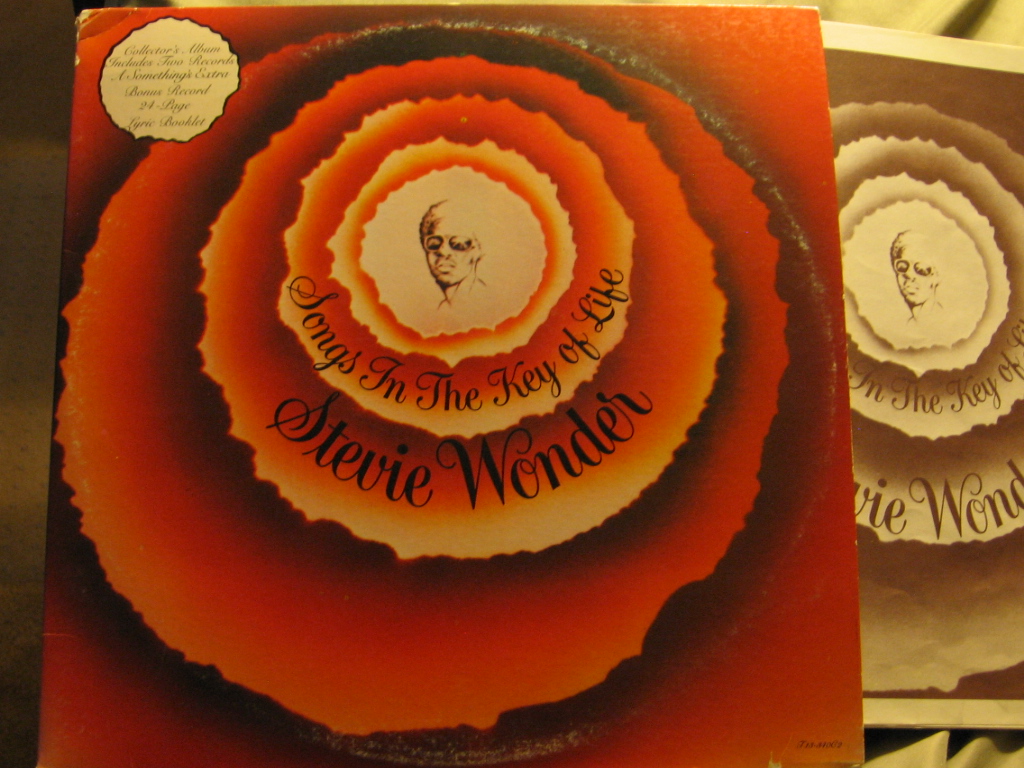 Collector's Album
Includes Two Records
A Something's Extra
Bonus Record
24-Page
Lyric Booklet
Songs In The Key of Life
Stevie Wonder
In The Key of
vie Wond